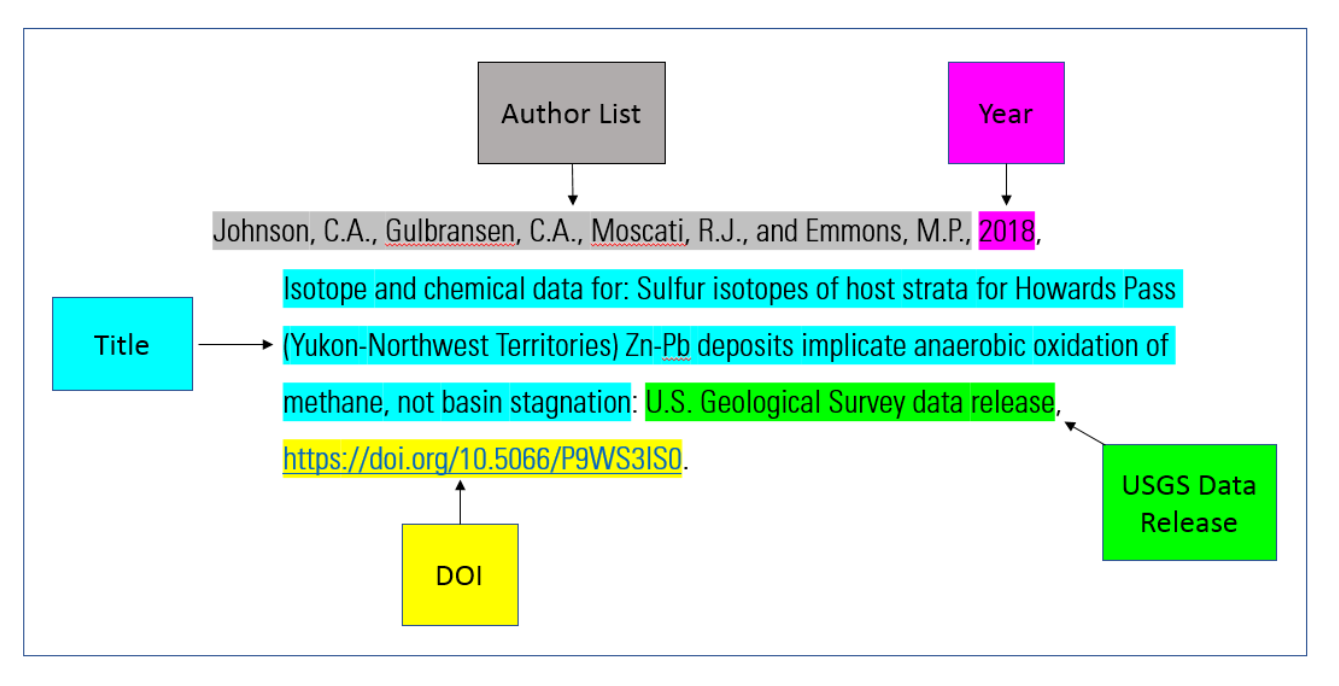 Author List
Year
Johnson, C.A., Gulbransen, C.A., Moscati, R.J., and Emmons, M.P., 2018,
Isotope and chemical data for: Sulfur isotopes of host strata for Howards Pass
Title
(Yukon-Northwest Territories) Zn-Pb deposits implicate anaerobic oxidation of
methane, not basin stagnation: U.S. Geological Survey data release,
https://doi.org/10.5066/P9WS3IS0.
USGS Data
Release
DOI